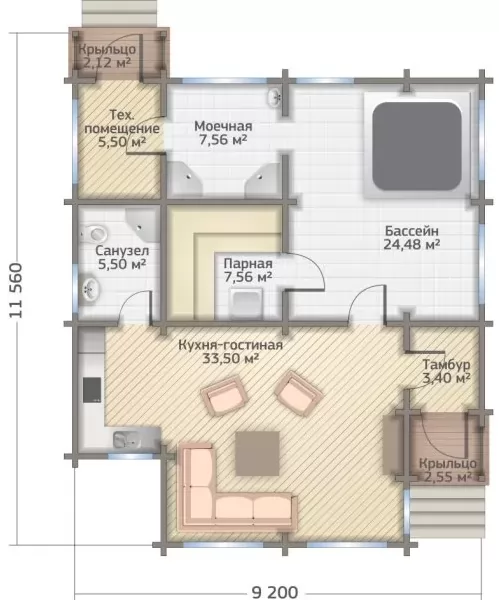 Крыльцо
2,12 м²
Тех.
помещение
5,50 м²
Моечная
7,56 м²
Бассейн
24,48 м²
Санузел
5,50 м²
Парная
7,56 м²
Кухня-гостиная
33,50 м²
Тамбур
3,40 м²
Крыльцо
2,55 м²
11 560
9 200